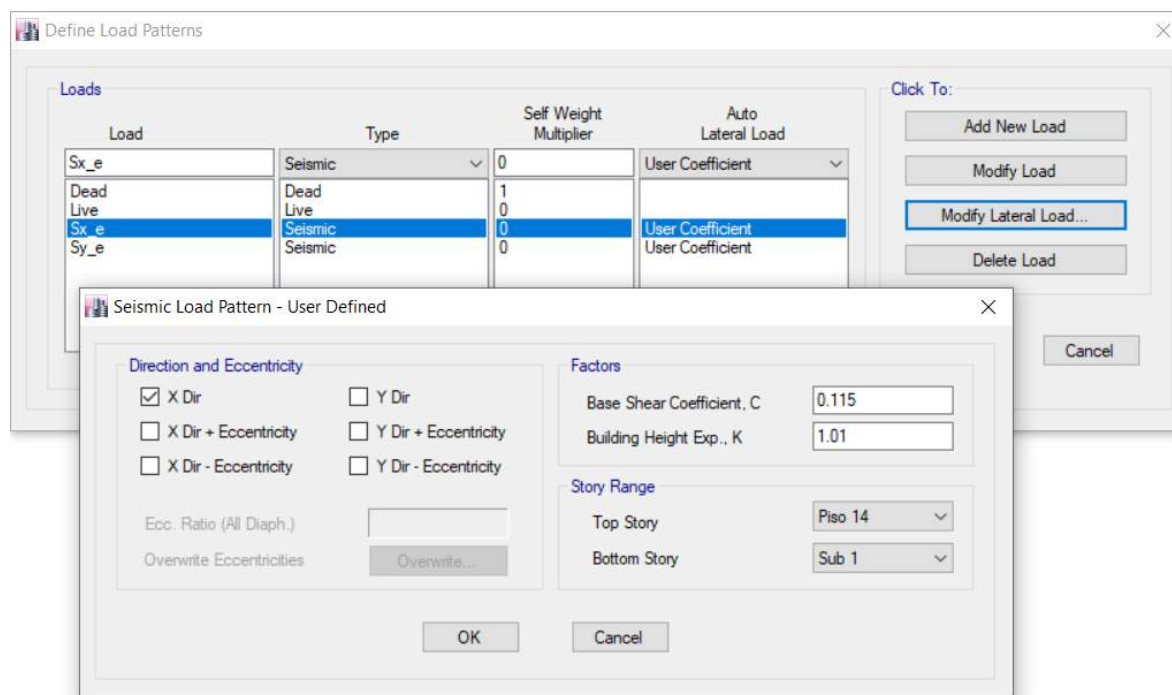 Define Load Patterns
Loads
Click To:
Load Type Self Weight Multiplier Auto Lateral Load
Sx_e Seismic 0 User Coefficient
Dead Dead 1
Live Live 0
Sx_e Seismic 0 User Coefficient
Sy_e Seismic 0 User Coefficient
Add New Load
Modify Load
Modify Lateral Load...
Delete Load
Cancel
Seismic Load Pattern - User Defined
Direction and Eccentricity
X Dir Y Dir
X Dir + Eccentricity Y Dir + Eccentricity
X Dir - Eccentricity Y Dir - Eccentricity
Ecc. Ratio (All Diaph.)
Overwrite Eccentricities Overwrite...
Factors
Base Shear Coefficient, C 0.115
Building Height Exp., K 1.01
Story Range
Top Story Piso 14
Bottom Story Sub 1
OK Cancel